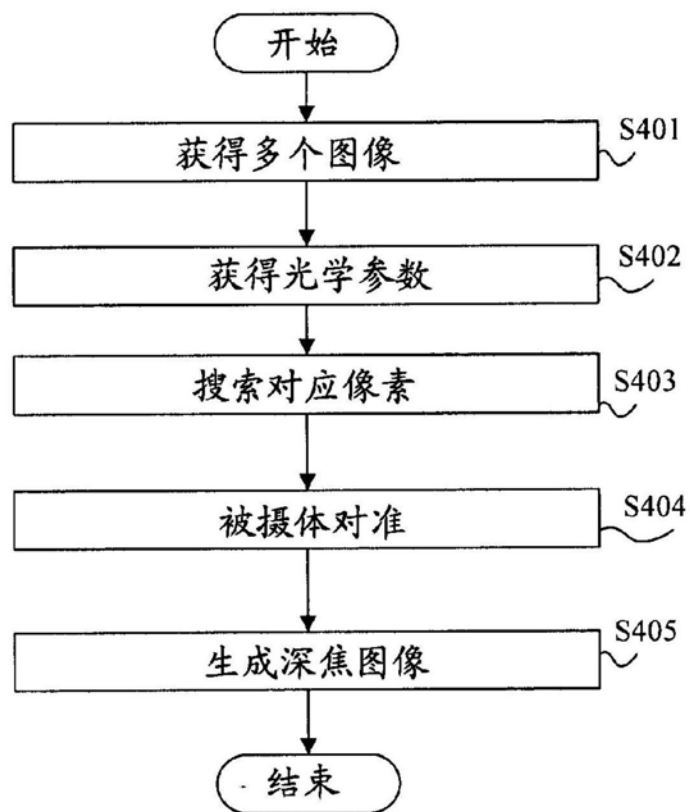 开始
获得多个图像
S401
获得光学参数
S402
搜索对应像素
S403
被摄体对准
S404
生成深焦图像
S405
结束